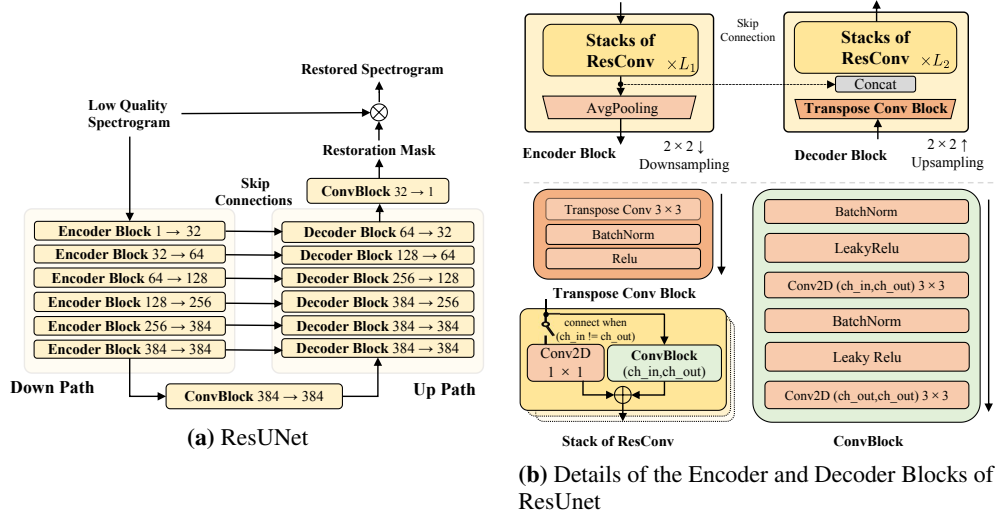 Restored Spectrogram
Low Quality
Spectrogram
Restoration Mask
ConvBlock 32 → 1
Skip
Connections
Encoder Block 1 → 32
Decoder Block 64 → 32
Encoder Block 32 → 64
Decoder Block 128 → 64
Encoder Block 64 → 128
Decoder Block 256 → 128
Encoder Block 128 → 256
Decoder Block 384 → 256
Encoder Block 256 → 384
Decoder Block 384 → 384
Encoder Block 384 → 384
Decoder Block 384 → 384
Down Path
Up Path
ConvBlock 384 → 384
(a) ResUNet
Stacks of
ResConv ×L₁
AvgPooling
Encoder Block
2 × 2 ↓
Downsampling
Skip
Connection
Stacks of
ResConv ×L₂
Concat
Transpose Conv Block
Decoder Block
2 × 2 ↑
Upsampling
Transpose Conv 3 × 3
BatchNorm
Relu
Transpose Conv Block
connect when
(ch_in != ch_out)
Conv2D
1 × 1
ConvBlock
(ch_in,ch_out)
Stack of ResConv
BatchNorm
LeakyRelu
Conv2D (ch_in,ch_out) 3 × 3
BatchNorm
Leaky Relu
Conv2D (ch_out,ch_out) 3 × 3
ConvBlock
(b) Details of the Encoder and Decoder Blocks of
ResUnet